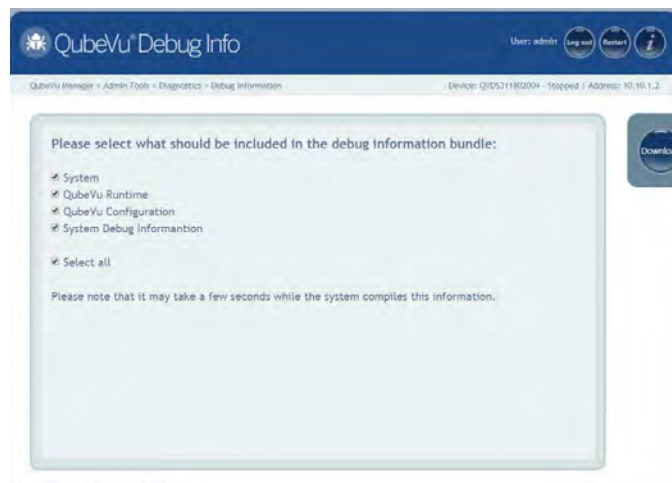 QubeVu® Debug Info
User: admin
Log out
Restart
i
QubeVu Manager > Admin Tools > Diagnostics > Debug Information
Device: QVDS311802004 - Stopped | Address: 10.10.1.2
Please select what should be included in the debug information bundle:
System
QubeVu Runtime
QubeVu Configuration
System Debug Informantion
Select all
Please note that it may take a few seconds while the system compiles this information.
Downlo